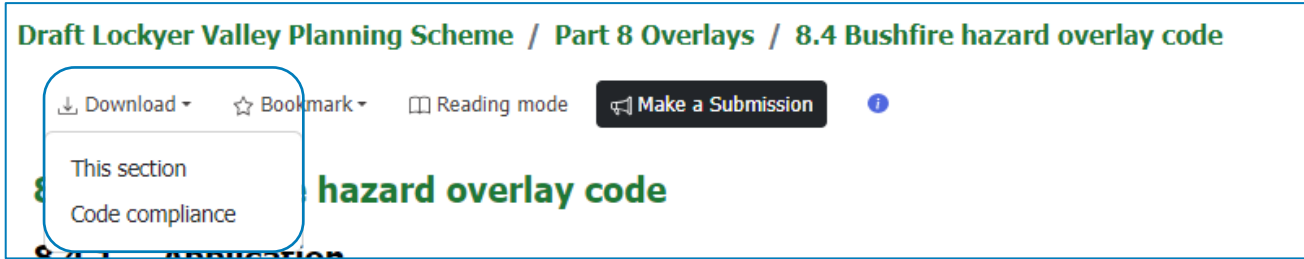 Draft Lockyer Valley Planning Scheme / Part 8 Overlays / 8.4 Bushfire hazard overlay code
Download Bookmark Reading mode Make a Submission
This section
hazard overlay code
Code compliance
Application